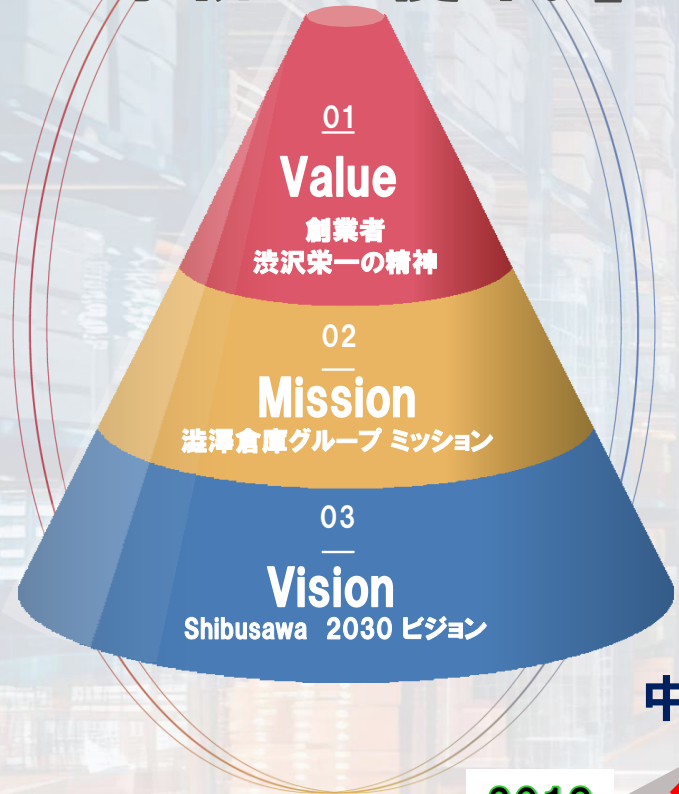 01
Value
創業者
渋沢栄一の精神
02
Mission
澁澤倉庫グループ ミッション
03
Vision
Shibusawa 2030 ビジョン
中